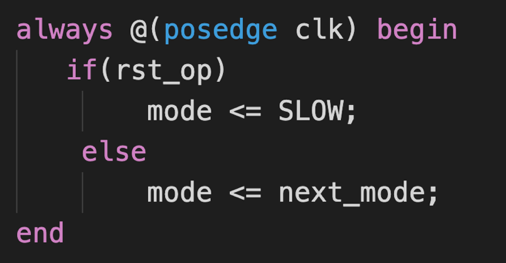 always @(posedge clk) begin
if(rst_op)
mode <= SLOW;
else
mode <= next_mode;
end